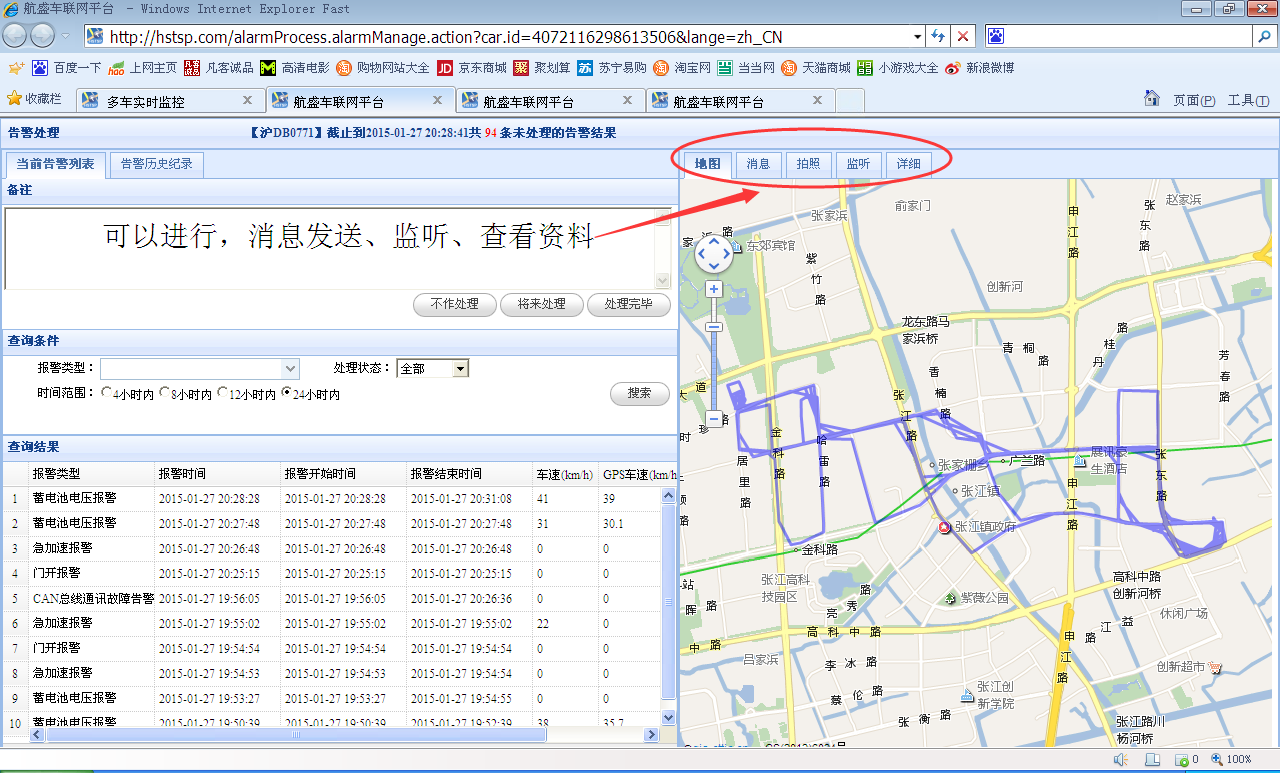 航盛车联网平台 - Windows Internet Explorer Fast
http://hstsp.com/alarmProcess.alarmManage.action?car.id=4072116298613506&lange=zh_CN
百度一下 hao 上网主页 凡客诚品 高清电影 购物网站大全 JD 京东商城 聚 聚划算 苏 苏宁易购 淘宝网 当当网 天猫商城 小游戏大全 新浪微博
收藏栏 多车实时监控 航盛车联网平台 航盛车联网平台 航盛车联网平台 页面(P) 工具(T)
告警处理 【沪DB0771】截止到2015-01-27 20:28:41共 94 条未处理的告警结果
当前告警列表 告警历史纪录 地图 消息 拍照 监听 详细
备注
可以进行，消息发送、监听、查看资料
不作处理 将来处理 处理完毕
查询条件
报警类型： 处理状态： 全部
时间范围： 4小时内 8小时内 12小时内 24小时内
搜索
查询结果
报警类型 报警时间 报警结束时间 车速(km/h) GPS车速(km/h
1 蓄电池电压报警 2015-01-27 20:28:28 2015-01-27 20:28:28 2015-01-27 20:31:08 41 39
2 蓄电池电压报警 2015-01-27 20:27:48 2015-01-27 20:27:48 2015-01-27 20:27:48 31 30.1
3 急加速报警 2015-01-27 20:26:48 2015-01-27 20:26:48 2015-01-27 20:26:48 0 0
4 门开报警 2015-01-27 20:25:15 2015-01-27 20:25:15 2015-01-27 20:25:15 0 0
5 CAN总线通讯故障告警 2015-01-27 19:56:05 2015-01-27 19:56:05 2015-01-27 20:26:36 0 0
6 急加速报警 2015-01-27 19:55:02 2015-01-27 19:55:02 2015-01-27 19:55:02 22 0
7 门开报警 2015-01-27 19:54:54 2015-01-27 19:54:54 2015-01-27 19:54:54 0 0
8 急加速报警 2015-01-27 19:54:53 2015-01-27 19:54:53 2015-01-27 19:54:54 0 0
9 蓄电池电压报警 2015-01-27 19:53:27 2015-01-27 19:53:27 2015-01-27 19:54:55 0 0
10 蓄电池电压报警 2015-01-27 19:50:39 2015-01-27 19:50:39 2015-01-27 19:52:39 38 35.7
张家浜
俞家门
赵家浜
申江路
张东路
东郊宾馆
紫竹路
创新河
龙东路马
家浜桥
青桐路
桂丹路
芳春路
香楠路
张江路
金科路
哈雷路
居里路
张家栅乡
广兰路
展讯豪
生酒店
张东路
张江镇
申江路
张江镇政府
金科路
张江高科
技园区
亮秀路
紫薇公园
高科中路
创新河桥
休闲广场
高科中路
晖路
中路
吕家浜
李冰路
申江路
路江益
创新超市
蔡伦路
张江创
新学院
张衡路
张江路川
杨河桥
0 100%